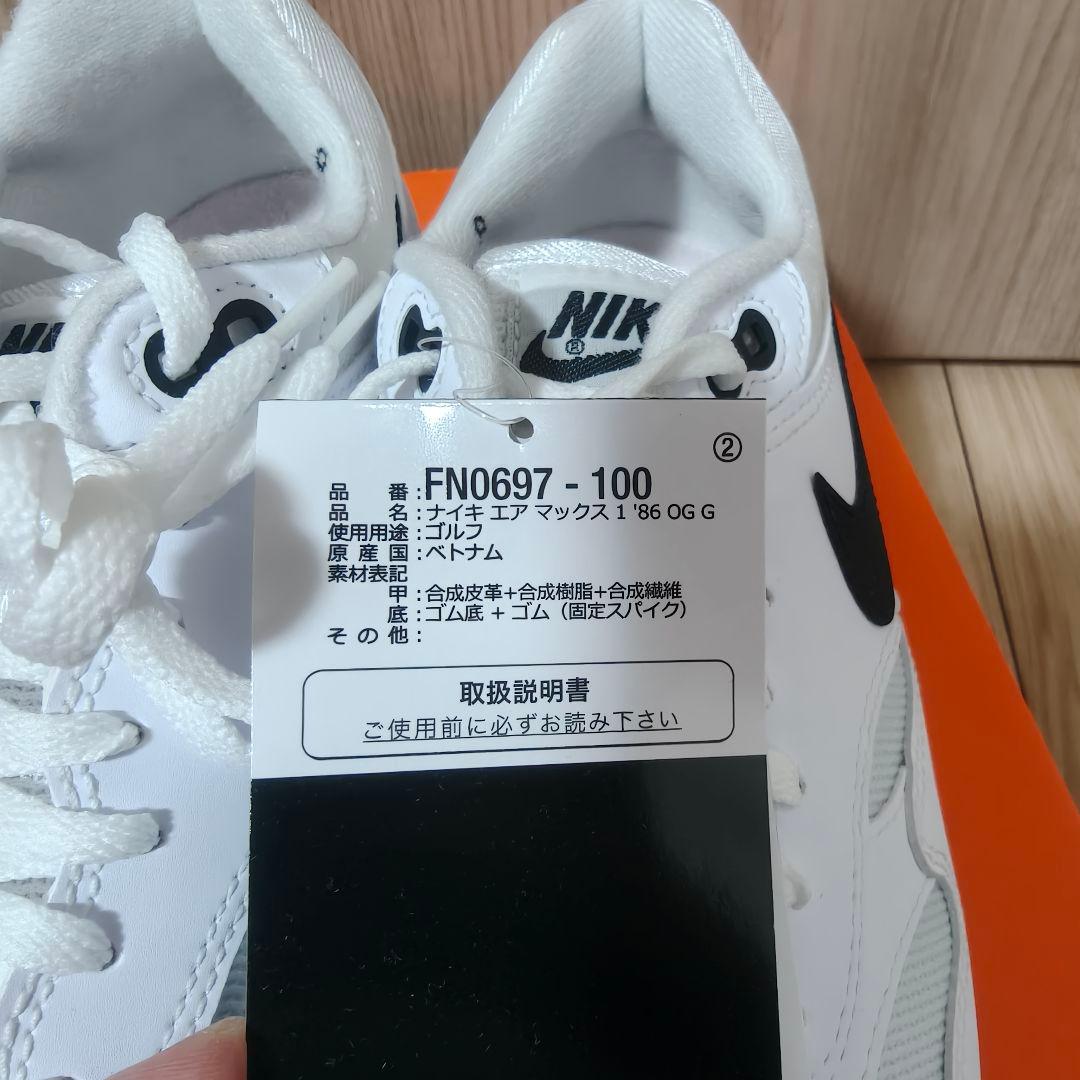 NIK
②
品番:FN0697 - 100
品名:ナイキ エア マックス 1 '86 OG G
使用用途:ゴルフ
原産国:ベトナム
素材表記
甲:合成皮革+合成樹脂+合成繊維
底:ゴム底 + ゴム（固定スパイク）
その他:
取扱説明書
ご使用前に必ずお読み下さい